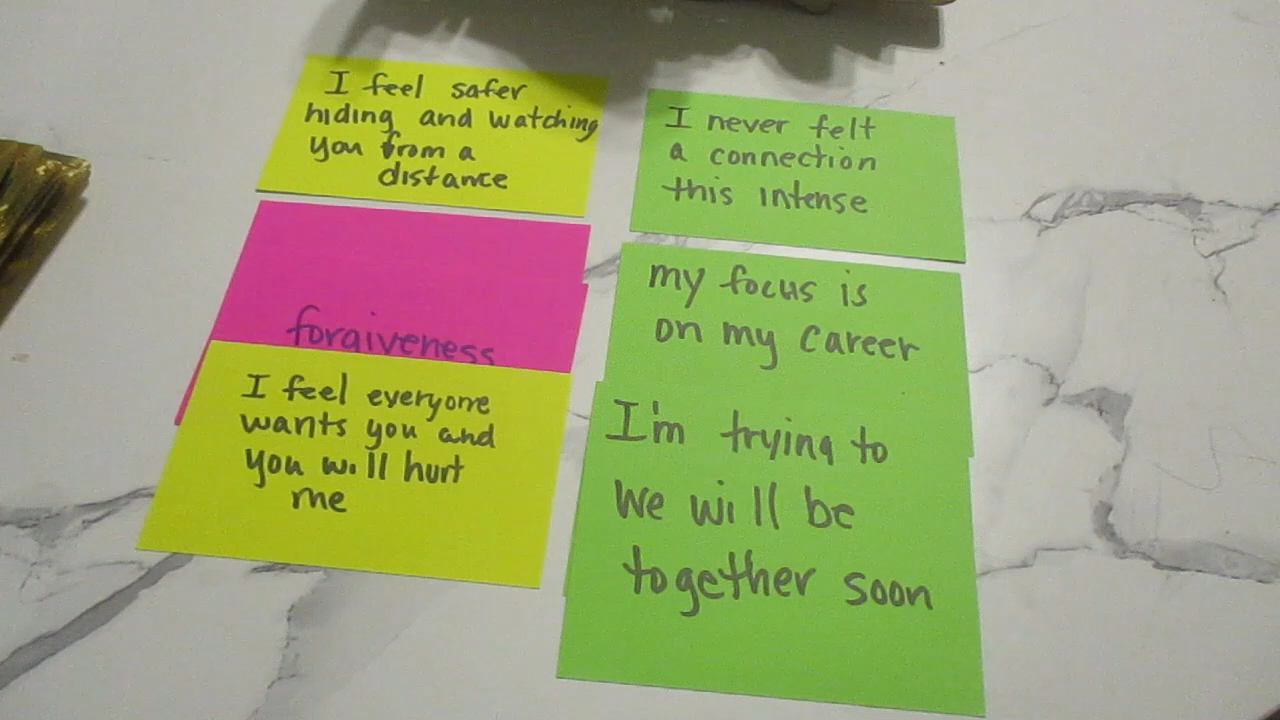 I feel safer
hiding and watching
you from a
distance
forgiveness
I feel everyone
wants you and
you will hurt
me
I never felt
a connection
this intense
my focus is
on my career
I'm trying to
we will be
together soon